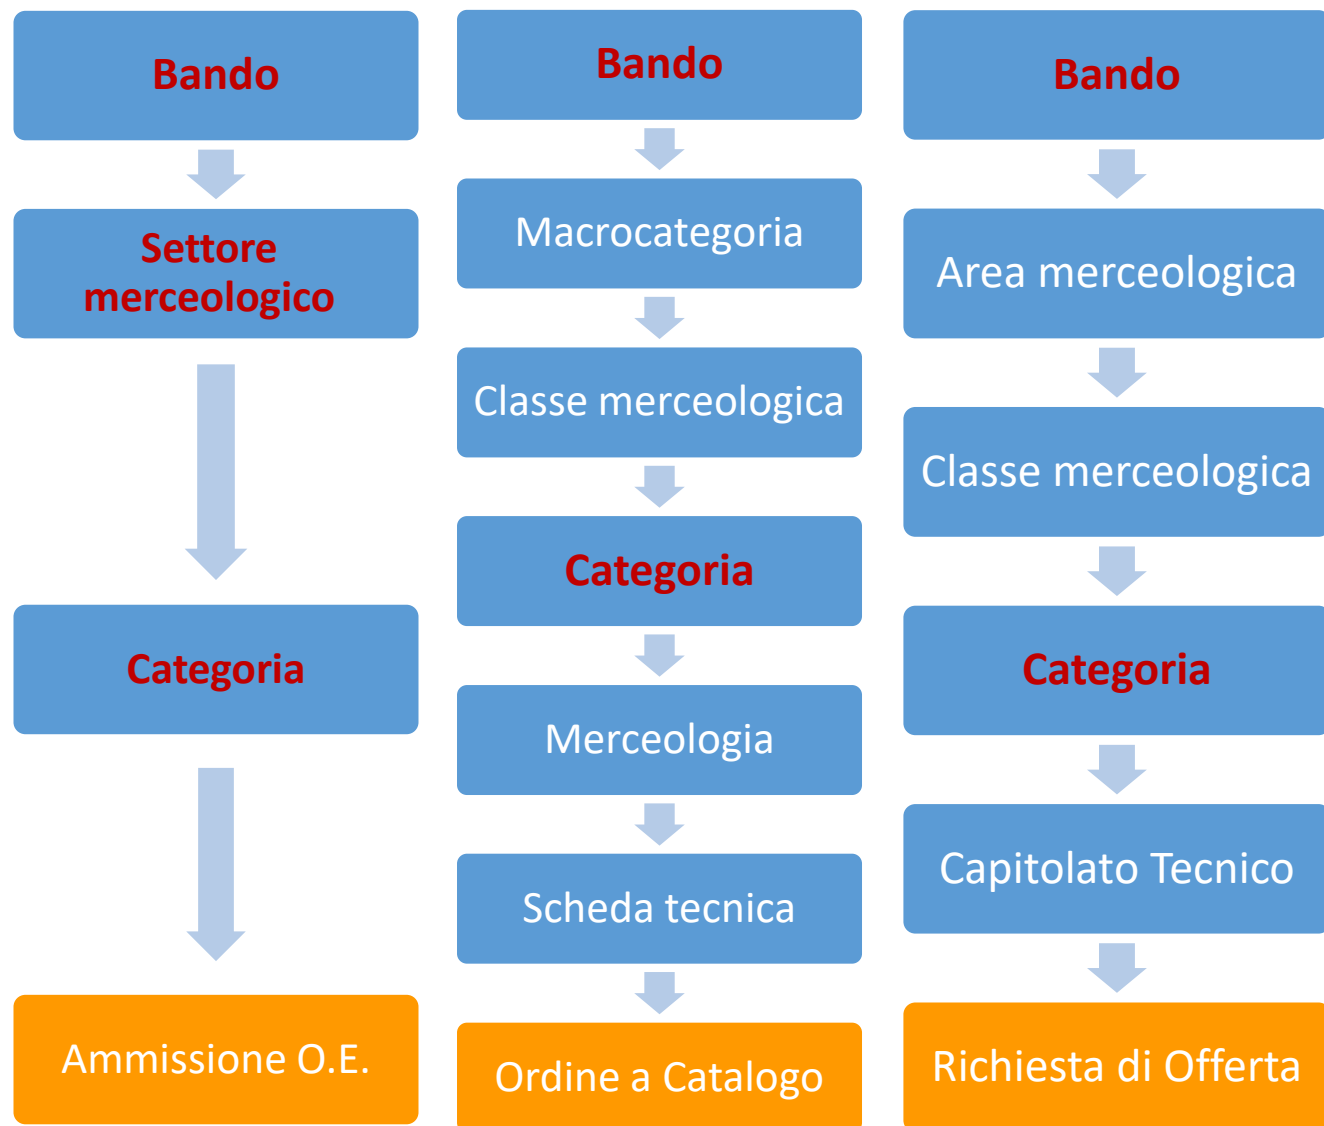 Bando
Settore
merceologico
Categoria
Ammissione O.E.
Bando
Macrocategoria
Classe merceologica
Categoria
Merceologia
Scheda tecnica
Ordine a Catalogo
Bando
Area merceologica
Classe merceologica
Categoria
Capitolato Tecnico
Richiesta di Offerta